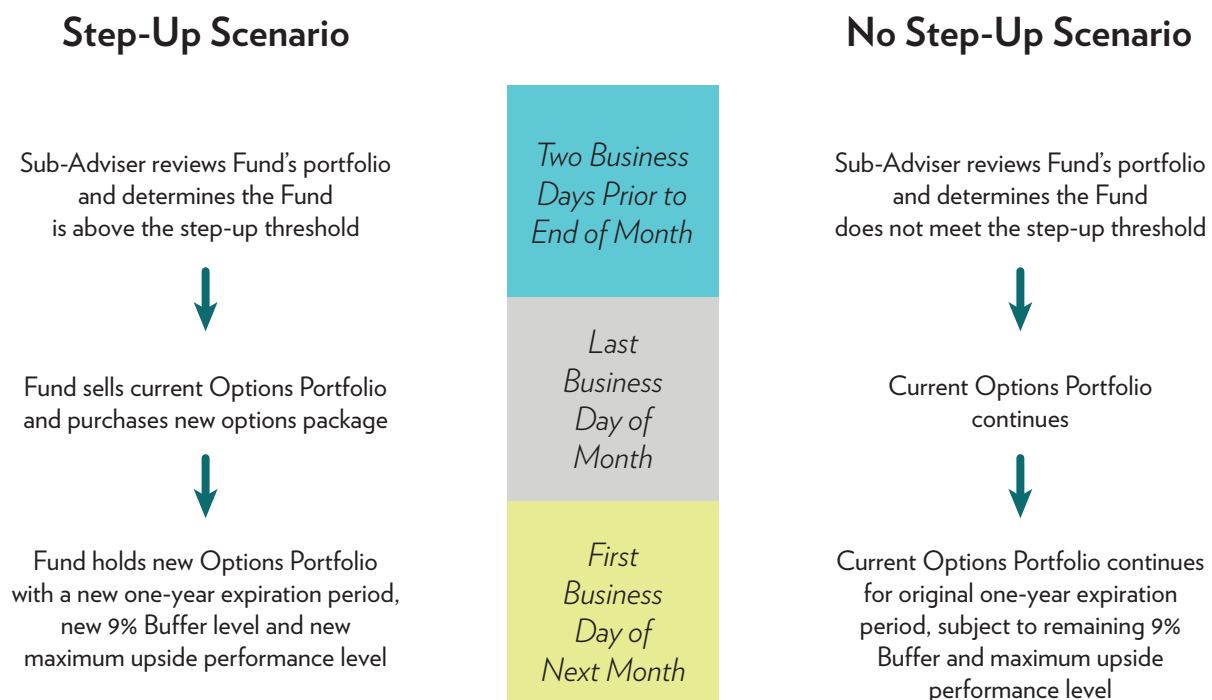 Step-Up Scenario
No Step-Up Scenario
Sub-Adviser reviews Fund's portfolio
and determines the Fund
is above the step-up threshold
Two Business
Days Prior to
End of Month
Sub-Adviser reviews Fund's portfolio
and determines the Fund
does not meet the step-up threshold
Fund sells current Options Portfolio
and purchases new options package
Last
Business
Day of
Month
Current Options Portfolio
continues
Fund holds new Options Portfolio
with a new one-year expiration period,
new 9% Buffer level and new
maximum upside performance level
First
Business
Day of
Next Month
Current Options Portfolio continues
for original one-year expiration
period, subject to remaining 9%
Buffer and maximum upside
performance level